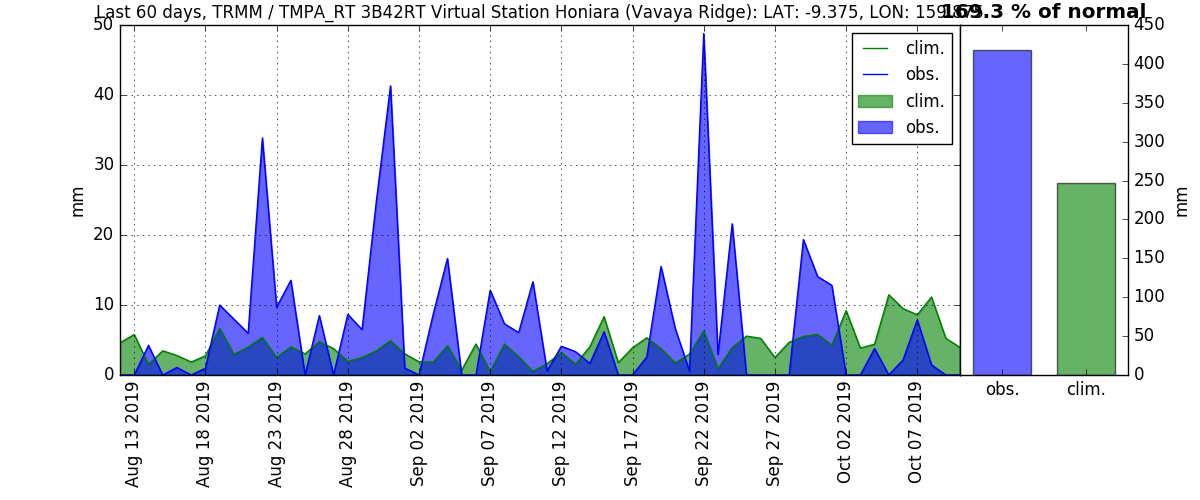 Last 60 days, TRMM / TMPA_RT 3B42RT Virtual Station Honiara (Vavaya Ridge): LAT: -9.375, LON:
169.3 % of normal
50
40
30
20
10
0
mm
clim.
obs.
clim.
obs.
450
400
350
300
250
200
150
100
50
0
mm
obs.
clim.
Aug 13 2019
Aug 18 2019
Aug 23 2019
Aug 28 2019
Sep 02 2019
Sep 07 2019
Sep 12 2019
Sep 17 2019
Sep 22 2019
Sep 27 2019
Oct 02 2019
Oct 07 2019